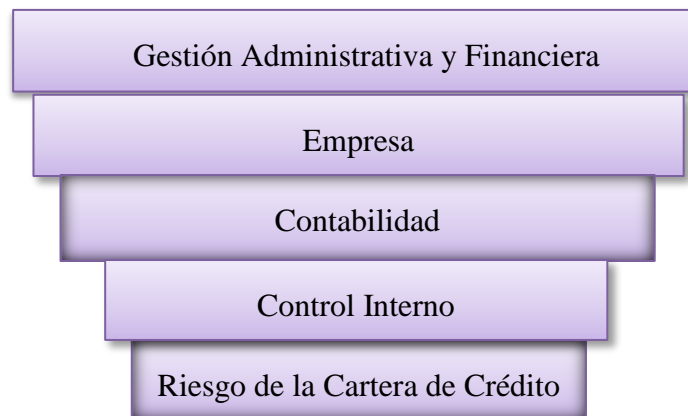 Gestión Administrativa y Financiera
Empresa
Contabilidad
Control Interno
Riesgo de la Cartera de Crédito